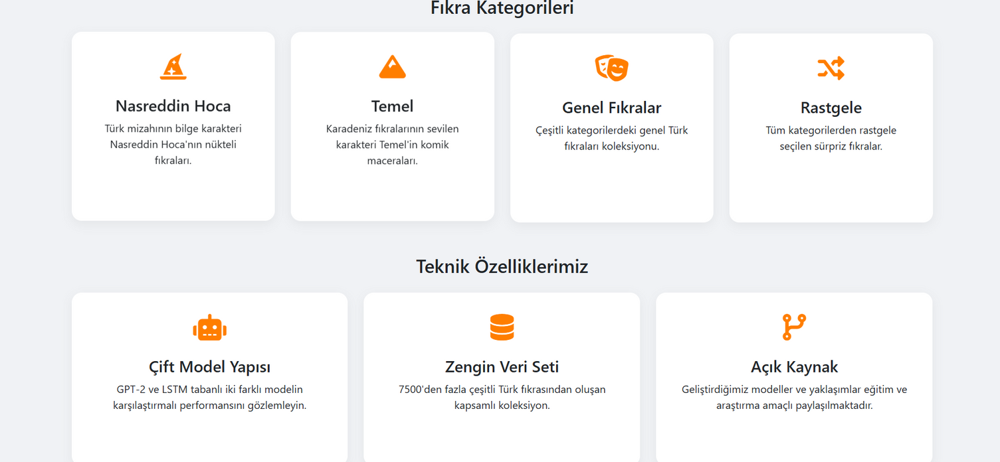 Fıkra Kategorileri
Nasreddin Hoca
Türk mizahının bilge karakteri
Nasreddin Hoca'nın nükteli
fıkraları.
Temel
Karadeniz fıkralarının sevilen
karakteri Temel'in komik
maceraları.
Genel Fıkralar
Çeşitli kategorilerdeki genel Türk
fıkraları koleksiyonu.
Rastgele
Tüm kategorilerden rastgele
seçilen sürpriz fıkralar.
Teknik Özelliklerimiz
Çift Model Yapısı
GPT-2 ve LSTM tabanlı iki farklı modelin
karşılaştırmalı performansını gözlemleyin.
Zengin Veri Seti
7500'den fazla çeşitli Türk fıkrasından oluşan
kapsamlı koleksiyon.
Açık Kaynak
Geliştirdiğimiz modeller ve yaklaşımlar eğitim ve
araştırma amaçlı paylaşılmaktadır.